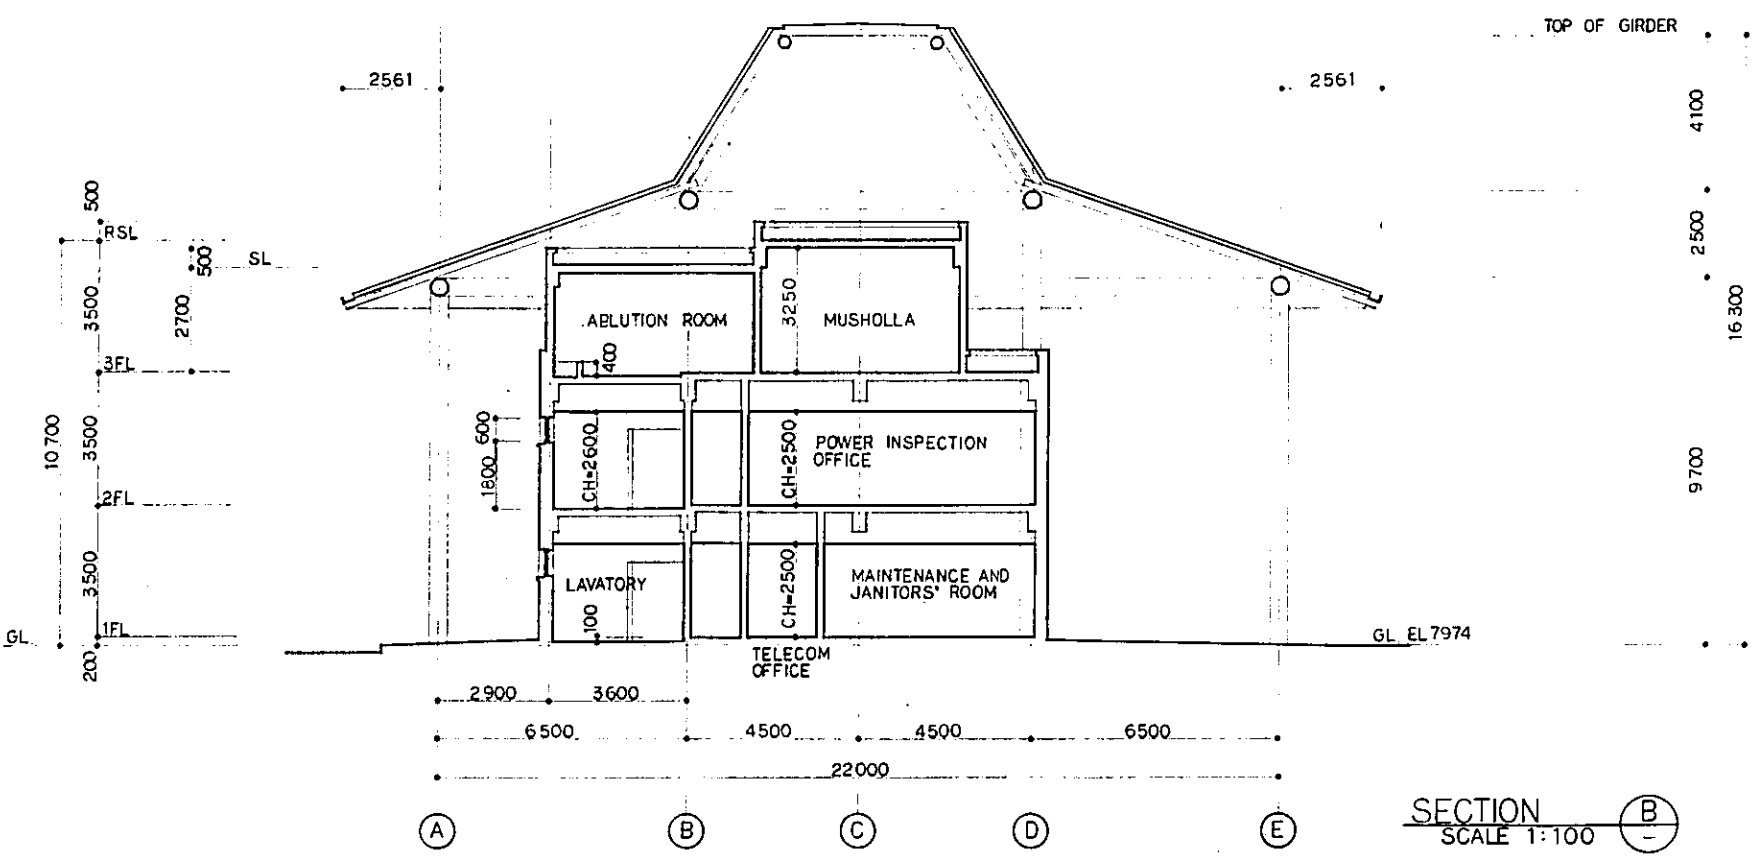 TOP OF GIRDER
2561
2561
4100
500
RSL
SL
500
2500
3500
2700
3250
ABLUTION ROOM
MUSHOLLA
16300
400
3FL
10700
3500
600
1800
CH=2600
CH=2500
POWER INSPECTION
OFFICE
9700
2FL
3500
LAVATORY
100
CH=2500
MAINTENANCE AND
JANITORS' ROOM
1FL
GL
GL EL 7974
200
TELECOM
OFFICE
2900
3600
6500
4500
4500
6500
22000
A
B
C
D
E
SECTION
B
SCALE 1:100